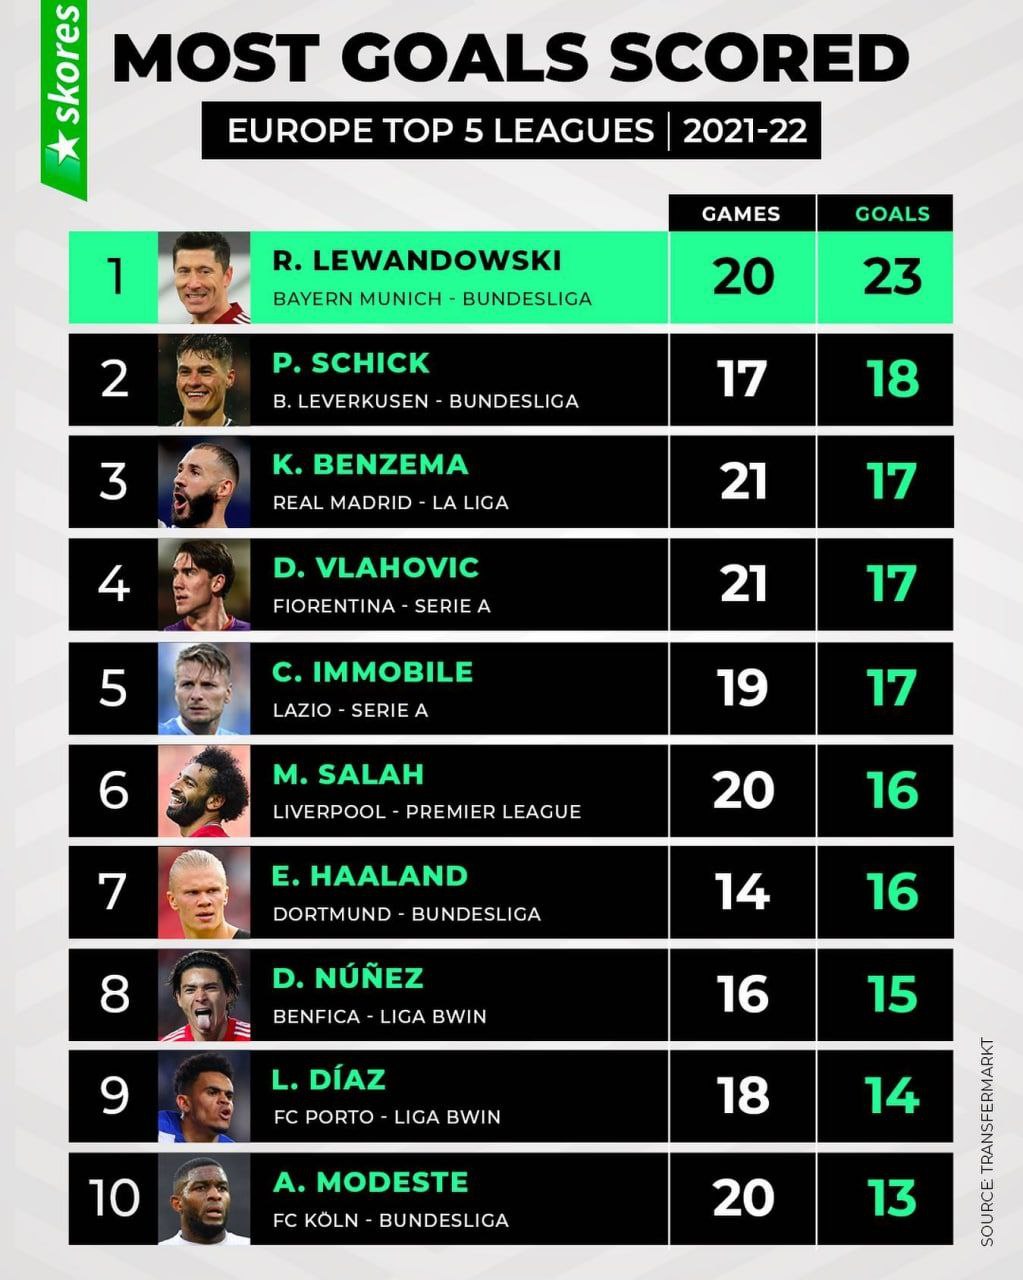 skores
MOST GOALS SCORED
EUROPE TOP 5 LEAGUES | 2021-22
GAMES GOALS
1 R. LEWANDOWSKI 20 23
BAYERN MUNICH - BUNDESLIGA
2 P. SCHICK 17 18
B. LEVERKUSEN - BUNDESLIGA
3 K. BENZEMA 21 17
REAL MADRID - LA LIGA
4 D. VLAHOVIC 21 17
FIORENTINA - SERIE A
5 C. IMMOBILE 19 17
LAZIO - SERIE A
6 M. SALAH 20 16
LIVERPOOL - PREMIER LEAGUE
7 E. HAALAND 14 16
DORTMUND - BUNDESLIGA
8 D. NÚÑEZ 16 15
BENFICA - LIGA BWIN
9 L. DÍAZ 18 14
FC PORTO - LIGA BWIN
10 A. MODESTE 20 13
FC KÖLN - BUNDESLIGA
SOURCE: TRANSFERMARKT